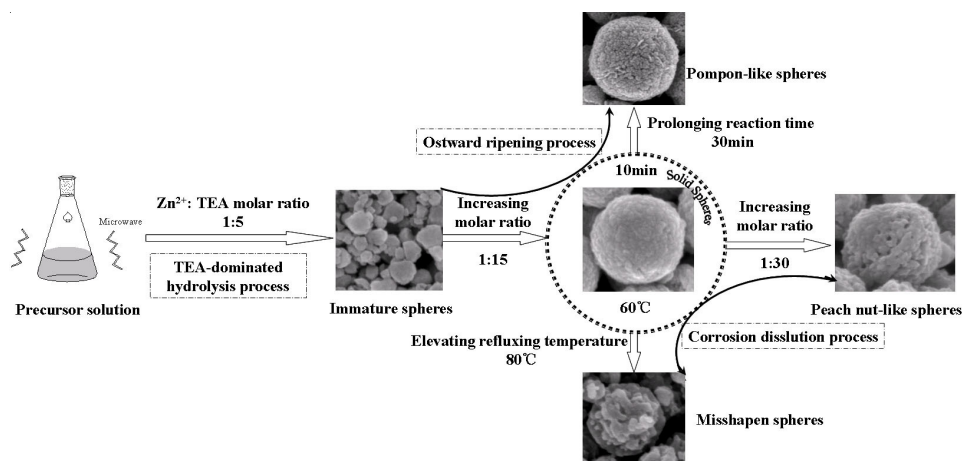 Pompon-like spheres
Ostward ripening process
Prolonging reaction time
30min
10min
Solid Spheres
Zn²⁺: TEA molar ratio
1:5
Microwave
TEA-dominated
hydrolysis process
Precursor solution
Immature spheres
Increasing
molar ratio
1:15
60℃
Increasing
molar ratio
1:30
Peach nut-like spheres
Elevating refluxing temperature
80℃
Corrosion disslution process
Misshapen spheres